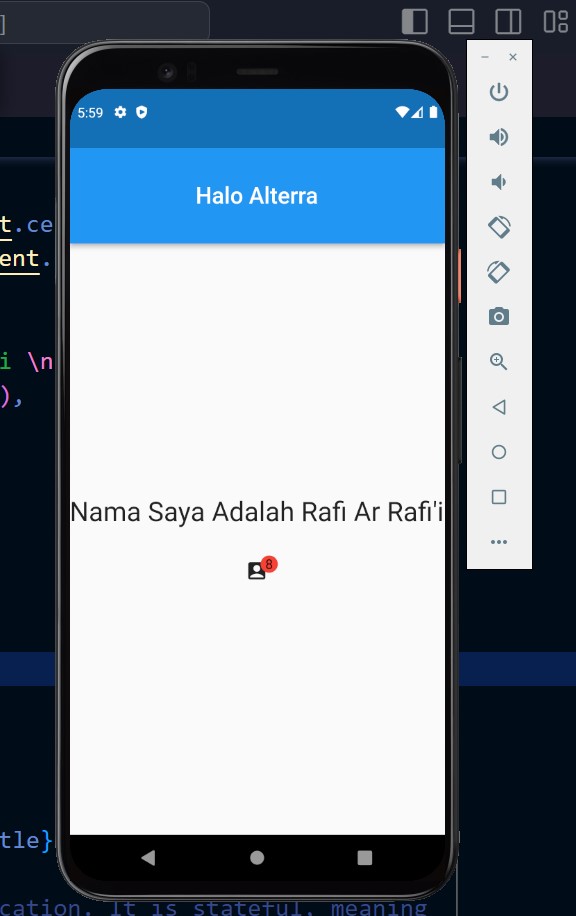 ]
5:59
Halo Alterra
t.ce
ent.
i \n
),
Nama Saya Adalah Rafi Ar Rafi'i
8
tle}
cation. It is stateful, meaning